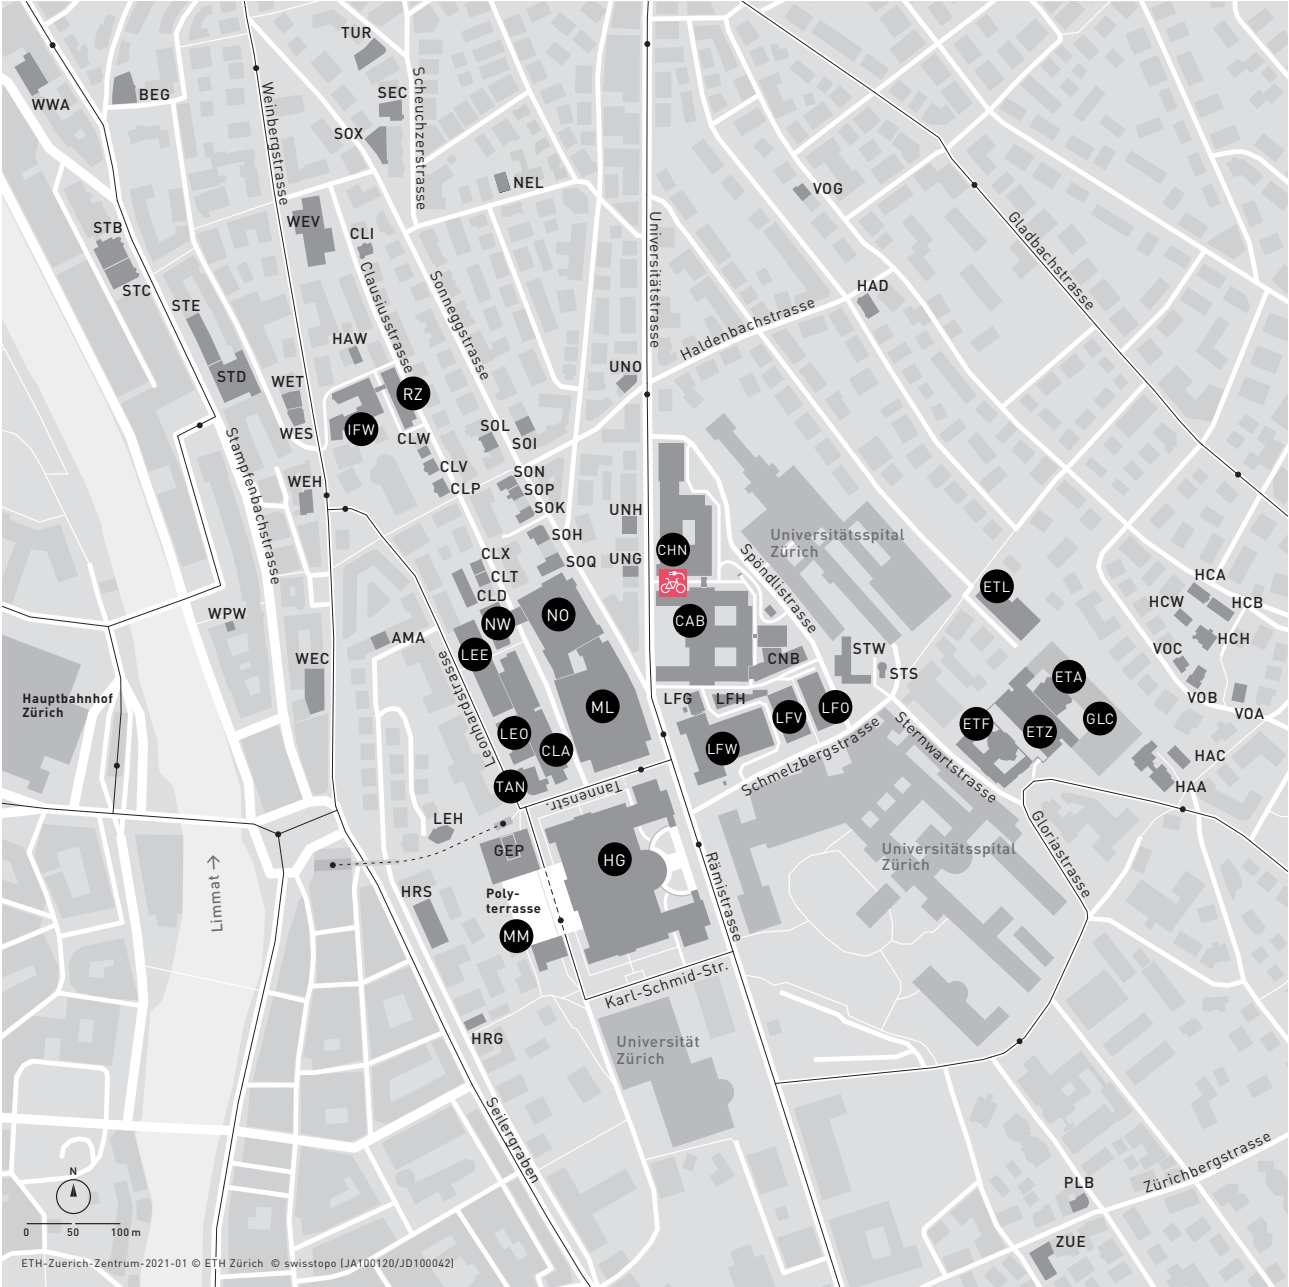 TUR
WWA
BEG
SEC
SOX
Weinbergstrasse
Scheuchzerstrasse
NEL
VOG
STB
WEV
CLI
Universitätstrasse
Gladbachstrasse
STC
STE
Clausiusstrasse
Sonneggstrasse
HAD
HAW
Haldenbachstrasse
UNO
STD
WET
RZ
WES
IFW
CLW
SOL
SOI
Stampfenbachstrasse
CLV
CLP
SON
SOP
SOK
WEH
UNH
SOH
CHN
Universitätsspital
Zürich
Spöndlistrasse
CLX
SOQ
UNG
CLT
CLD
ETL
HCA
HCW
HCB
WPW
NW
NO
CAB
HCH
AMA
LEE
CNB
STW
STS
VOC
WEC
Leonhardstrasse
ETA
VOB
VOA
Hauptbahnhof
Zürich
ML
LFG
LFH
LFV
LFO
LEO
CLA
LFW
ETF
ETZ
GLC
Sternwartstrasse
Schmelzbergstrasse
HAC
HAA
TAN
Tannenstr.
LEH
GEP
HG
Gloriastrasse
Universitätsspital
Zürich
Limmat →
HRS
Poly-
terrasse
Rämistrasse
MM
Karl-Schmid-Str.
HRG
Universität
Zürich
Seilergraben
Zürichbergstrasse
PLB
ZUE
N
0 50 100 m
ETH-Zuerich-Zentrum-2021-01 © ETH Zürich © swisstopo (JA100120/JD100042)